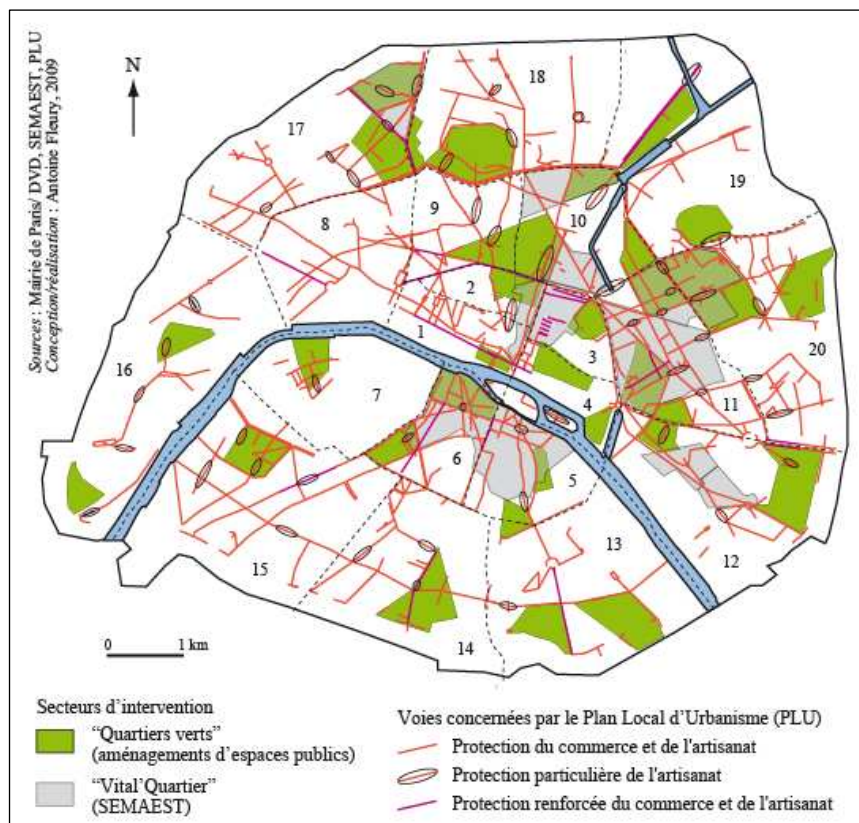 Sources : Mairie de Paris/ DVD, SEMAEST, PLU
Conception/réalisation : Antoine Fleury, 2009
N
18
17
19
9
10
8
2
1
3
20
16
7
4
11
6
5
13
12
15
14
0 1 km
Secteurs d'intervention
“Quartiers verts”
(aménagements d'espaces publics)
“Vital'Quartier”
(SEMAEST)
Voies concernées par le Plan Local d'Urbanisme (PLU)
Protection du commerce et de l'artisanat
Protection particulière de l'artisanat
Protection renforcée du commerce et de l'artisanat